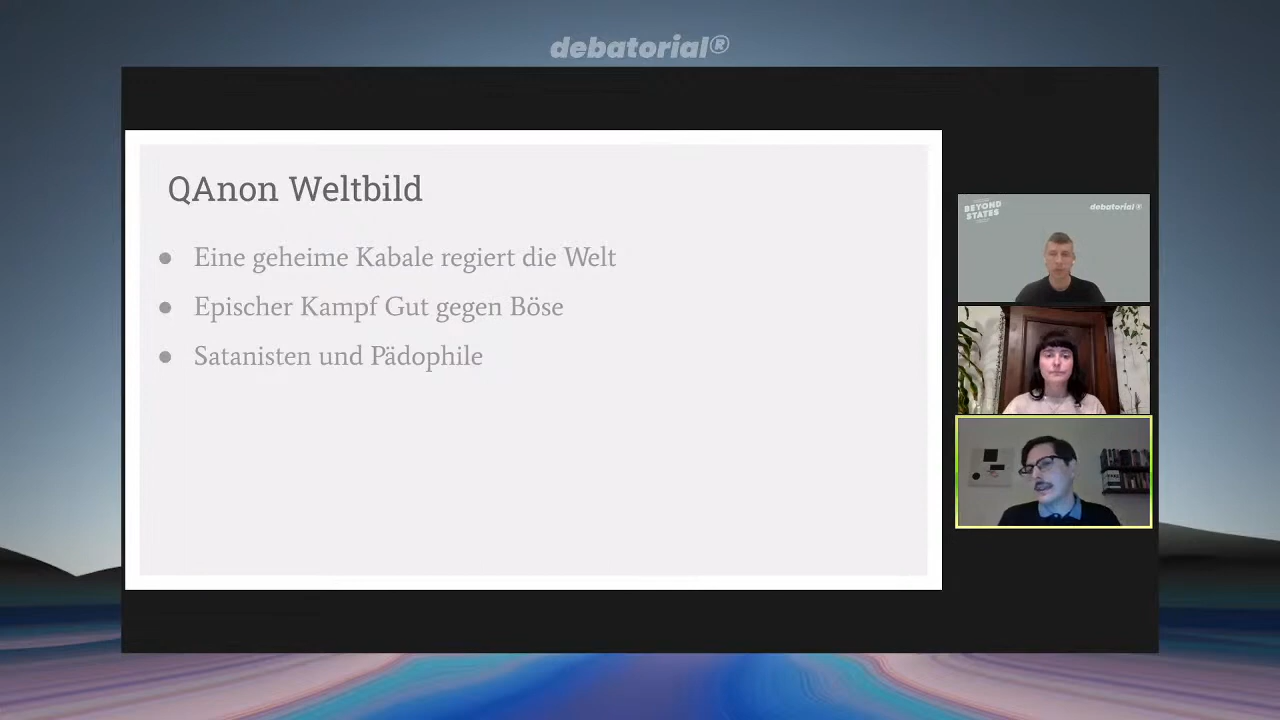 debatorial®
QAnon Weltbild
● Eine geheime Kabale regiert die Welt
● Epischer Kampf Gut gegen Böse
● Satanisten und Pädophile
BEYOND
STATES
debatorial®